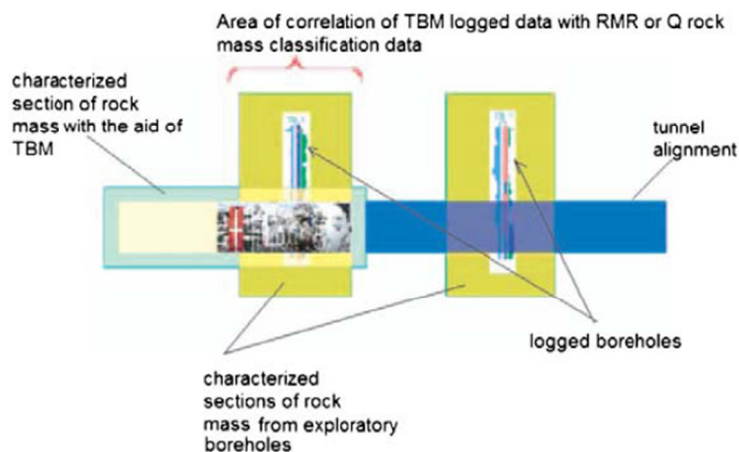 Area of correlation of TBM logged data with RMR or Q rock
mass classification data
characterized
section of rock
mass with the aid of
TBM
tunnel
alignment
logged boreholes
characterized
sections of rock
mass from exploratory
boreholes